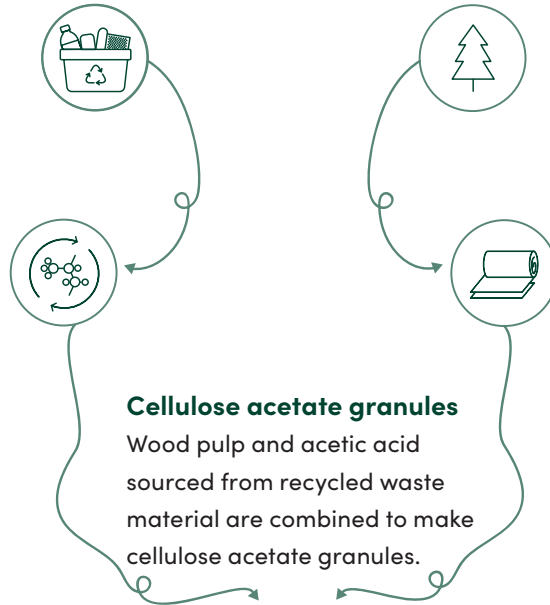 Cellulose acetate granules
Wood pulp and acetic acid
sourced from recycled waste
material are combined to make
cellulose acetate granules.